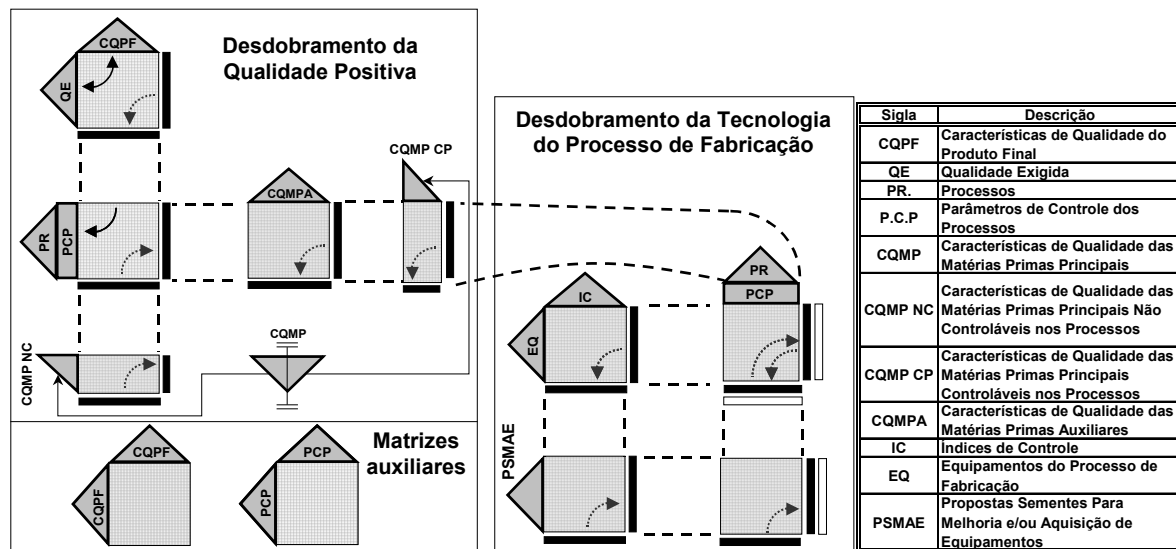 Desdobramento da
Qualidade Positiva
CQPF
QE
CQMP CP
CQMPA
PR
PCP
CQMP
CQMP NC
Matrizes
auxiliares
CQPF
CQPF
PCP
PCP
Desdobramento da Tecnologia
do Processo de Fabricação
PR
PCP
IC
EQ
PSMAE
Sigla Descrição
CQPF Características de Qualidade do
Produto Final
QE Qualidade Exigida
PR. Processos
P.C.P Parâmetros de Controle dos
Processos
CQMP Características de Qualidade das
Matérias Primas Principais
Características de Qualidade das
CQMP NC Matérias Primas Principais Não
Controláveis nos Processos
Características de Qualidade das
CQMP CP Matérias Primas Principais
Controláveis nos Processos
CQMPA Características de Qualidade das
Matérias Primas Auxiliares
IC Índices de Controle
EQ Equipamentos do Processo de
Fabricação
Propostas Sementes Para
PSMAE Melhoria e/ou Aquisição de
Equipamentos